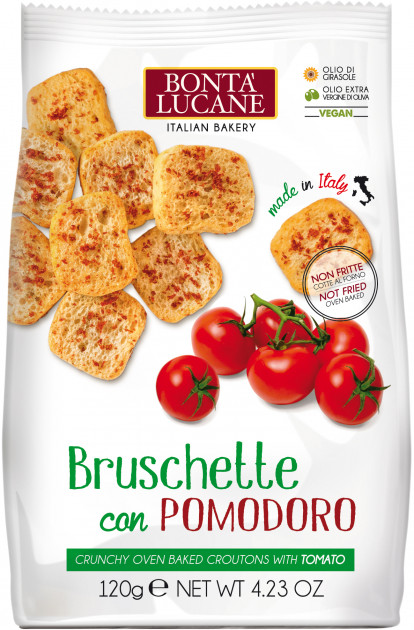 BONTA'
LUCANE
ITALIAN BAKERY
OLIO DI
GIRASOLE
OLIO EXTRA
VERGINE DI OLIVA
VEGAN
made in Italy
NON FRITTE
COTTE AL FORNO
NOT FRIED
OVEN BAKED
Bruschette
con POMODORO
CRUNCHY OVEN BAKED CROUTONS WITH TOMATO
120g e NET WT 4.23 OZ